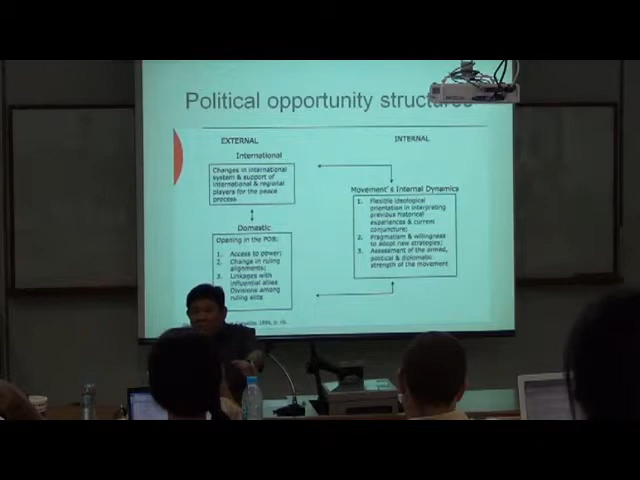 Political opportunity structures
EXTERNAL
INTERNAL
International
Changes in international
system & support of
international & regional
players for the peace
process
Movement's Internal Dynamics
1. Flexible ideological
orientation in interpreting
previous historical
experiences & current
conjuncture;
2. Pragmatism & willingness
to adopt new strategies;
3. Assessment of the armed,
political & diplomatic
strength of the movement
Domestic
Opening in the POS:
1. Access to power;
2. Change in ruling
alignments;
3. Linkages with
influential allies
Divisions among
ruling elite